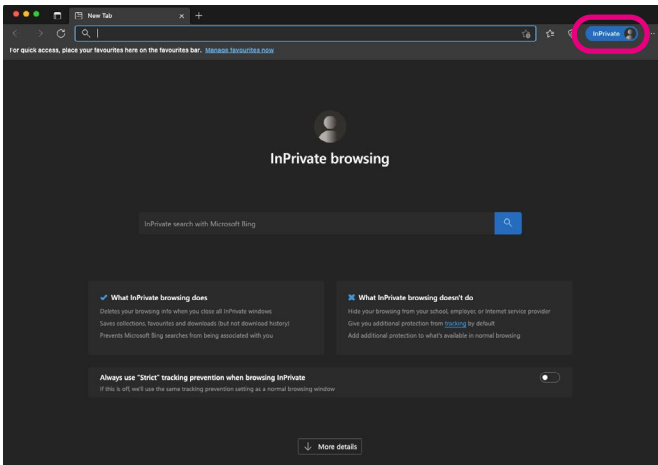 New Tab
InPrivate
For quick access, place your favourites here on the favourites bar. Manage favourites now
InPrivate browsing
InPrivate search with Microsoft Bing
What InPrivate browsing does
Deletes your browsing info when you close all InPrivate windows
Saves collections, favourites and downloads (but not download history)
Prevents Microsoft Bing searches from being associated with you
What InPrivate browsing doesn't do
Hide your browsing from your school, employer, or internet service provider
Give you additional protection from tracking by default
Add additional protection to what's available in normal browsing
Always use "Strict" tracking prevention when browsing InPrivate
If this is off, we'll use the same tracking prevention setting as a normal browsing window
More details